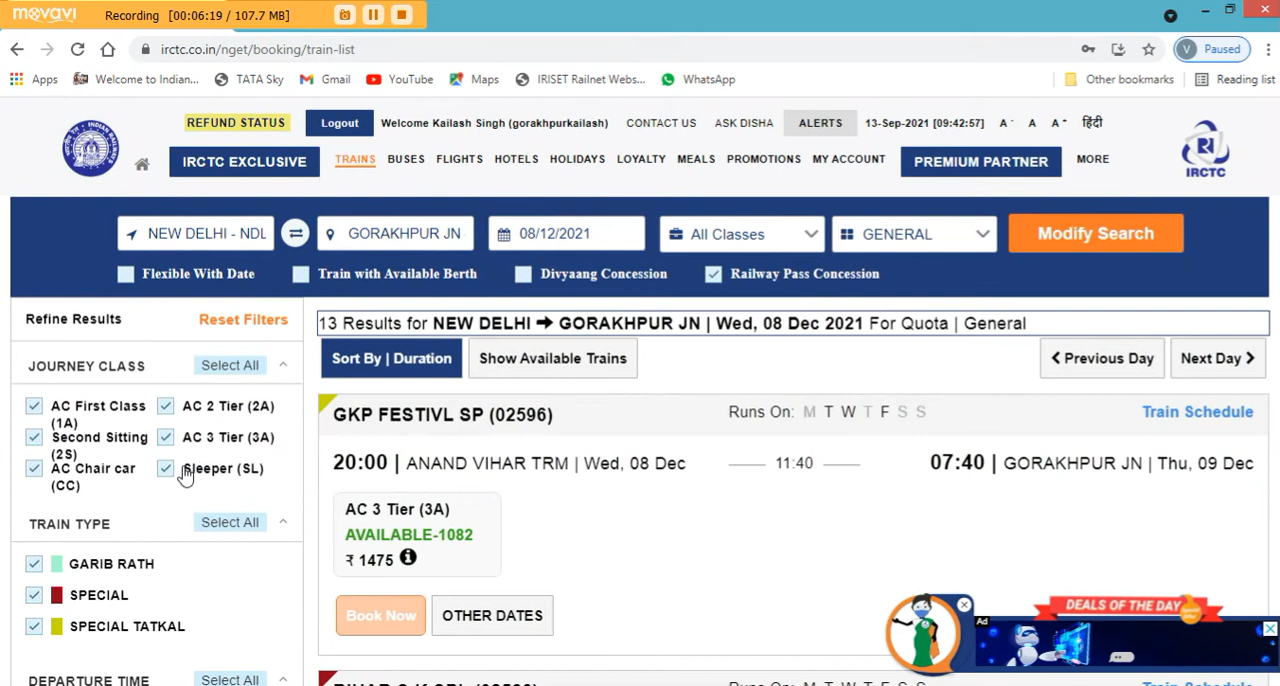 movavi Recording (00:06:19 / 107.7 MB)
irctc.co.in/nget/booking/train-list V Paused
Apps Welcome to Indian... TATA Sky Gmail YouTube Maps IRISET Railnet Webs... WhatsApp Other bookmarks Reading list
REFUND STATUS Logout Welcome Kailash Singh (gorakhpurkailash) CONTACT US ASK DISHA ALERTS 13-Sep-2021 [09:42:57] A- A A+ हिंदी
IRCTC EXCLUSIVE TRAINS BUSES FLIGHTS HOTELS HOLIDAYS LOYALTY MEALS PROMOTIONS MY ACCOUNT PREMIUM PARTNER MORE
IRCTC
NEW DELHI - NDL GORAKHPUR JN 08/12/2021 All Classes GENERAL Modify Search
Flexible With Date Train with Available Berth Divyaang Concession Railway Pass Concession
Refine Results Reset Filters
JOURNEY CLASS Select All
AC First Class (1A) AC 2 Tier (2A)
Second Sitting (2S) AC 3 Tier (3A)
AC Chair car (CC) Sleeper (SL)
TRAIN TYPE Select All
GARIB RATH
SPECIAL
SPECIAL TATKAL
DEPARTURE TIME Select All
13 Results for NEW DELHI ➔ GORAKHPUR JN | Wed, 08 Dec 2021 For Quota | General
Sort By | Duration Show Available Trains Previous Day Next Day
GKP FESTIVL SP (02596) Runs On: M T W T F S S Train Schedule
20:00 | ANAND VIHAR TRM | Wed, 08 Dec 11:40 07:40 | GORAKHPUR JN | Thu, 09 Dec
AC 3 Tier (3A)
AVAILABLE-1082
₹ 1475
Book Now OTHER DATES
DEALS OF THE DAY
Ad
Train Schedule